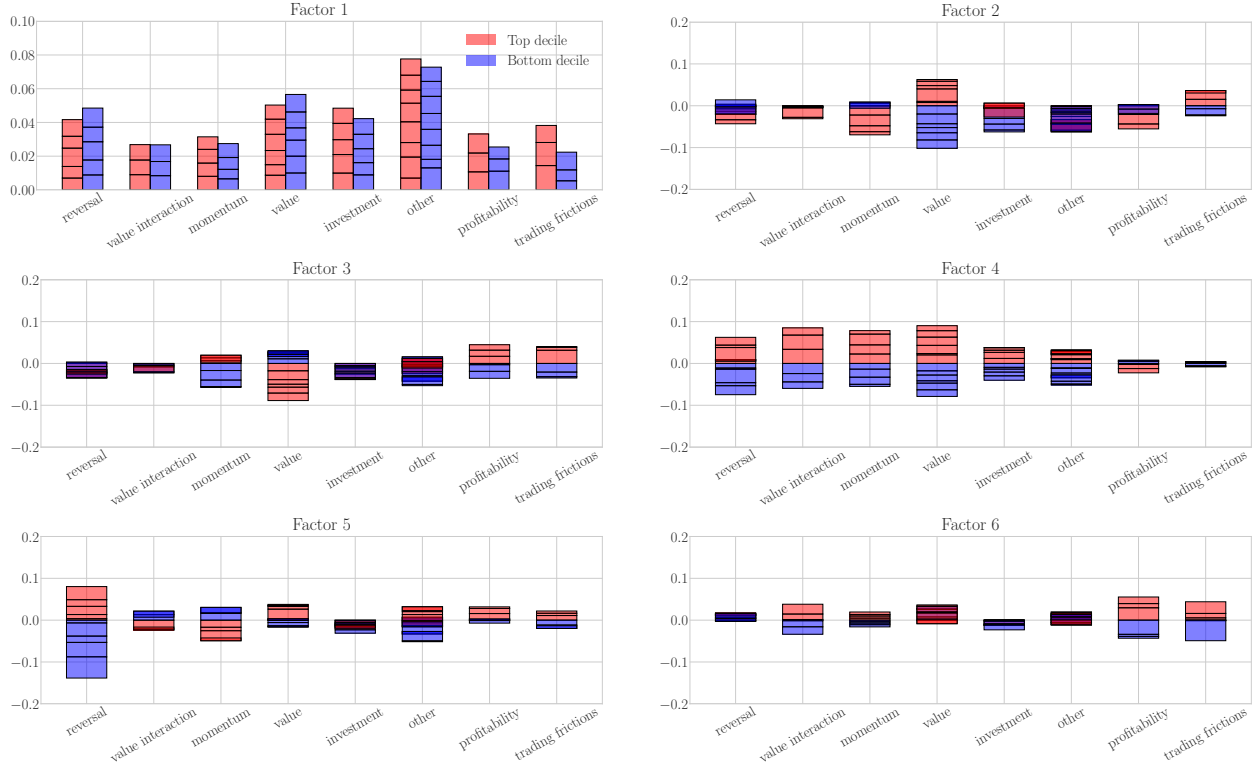 Factor 1
0.10
0.08
0.06
0.04
0.02
0.00
Top decile
Bottom decile
reversal
value interaction
momentum
value
investment
other
profitability
trading frictions
Factor 2
0.2
0.1
0.0
−0.1
−0.2
reversal
value interaction
momentum
value
investment
other
profitability
trading frictions
Factor 3
0.2
0.1
0.0
−0.1
−0.2
reversal
value interaction
momentum
value
investment
other
profitability
trading frictions
Factor 4
0.2
0.1
0.0
−0.1
−0.2
reversal
value interaction
momentum
value
investment
other
profitability
trading frictions
Factor 5
0.2
0.1
0.0
−0.1
−0.2
reversal
value interaction
momentum
value
investment
other
profitability
trading frictions
Factor 6
0.2
0.1
0.0
−0.1
−0.2
reversal
value interaction
momentum
value
investment
other
profitability
trading frictions